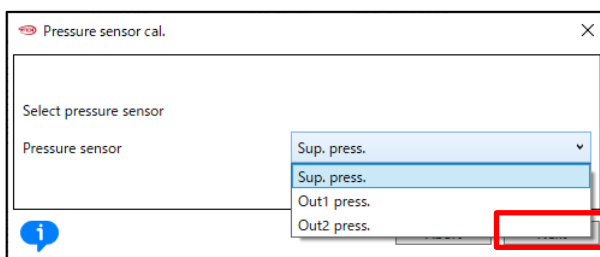 Pressure sensor cal.
Select pressure sensor
Pressure sensor
Sup. press.
Sup. press.
Out1 press.
Out2 press.